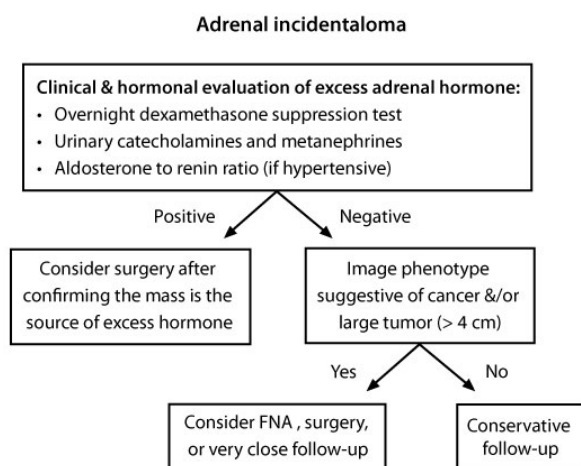 Adrenal incidentaloma
Clinical & hormonal evaluation of excess adrenal hormone:
• Overnight dexamethasone suppression test
• Urinary catecholamines and metanephrines
• Aldosterone to renin ratio (if hypertensive)
Positive
Negative
Consider surgery after
confirming the mass is the
source of excess hormone
Image phenotype
suggestive of cancer &/or
large tumor (> 4 cm)
Yes
No
Consider FNA , surgery,
or very close follow-up
Conservative
follow-up